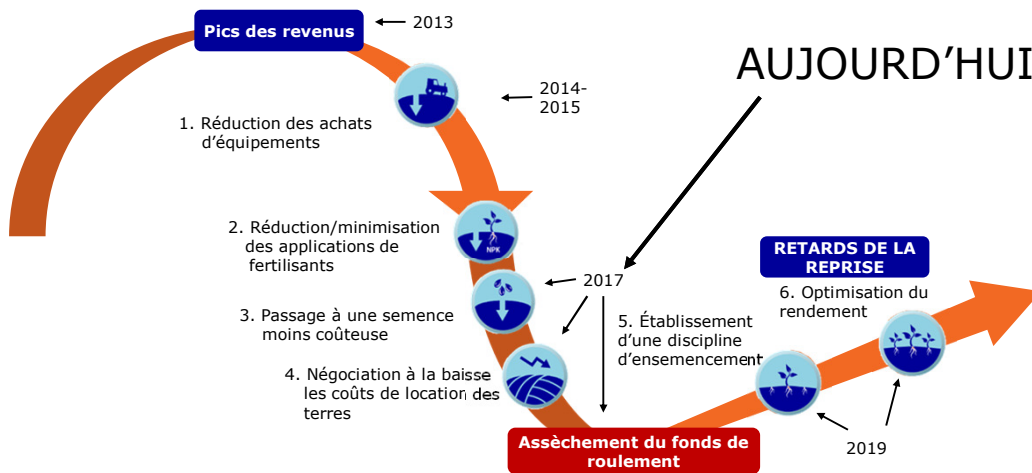 Pics des revenus
2013
AUJOURD'HUI
2014-
2015
1. Réduction des achats
d'équipements
2. Réduction/minimisation
des applications de
fertilisants
NPK
3. Passage à une semence
moins coûteuse
2017
4. Négociation à la baisse
les coûts de location des
terres
5. Établissement
d'une discipline
d'ensemencement
RETARDS DE LA
REPRISE
6. Optimisation du
rendement
Assèchement du fonds de
roulement
2019